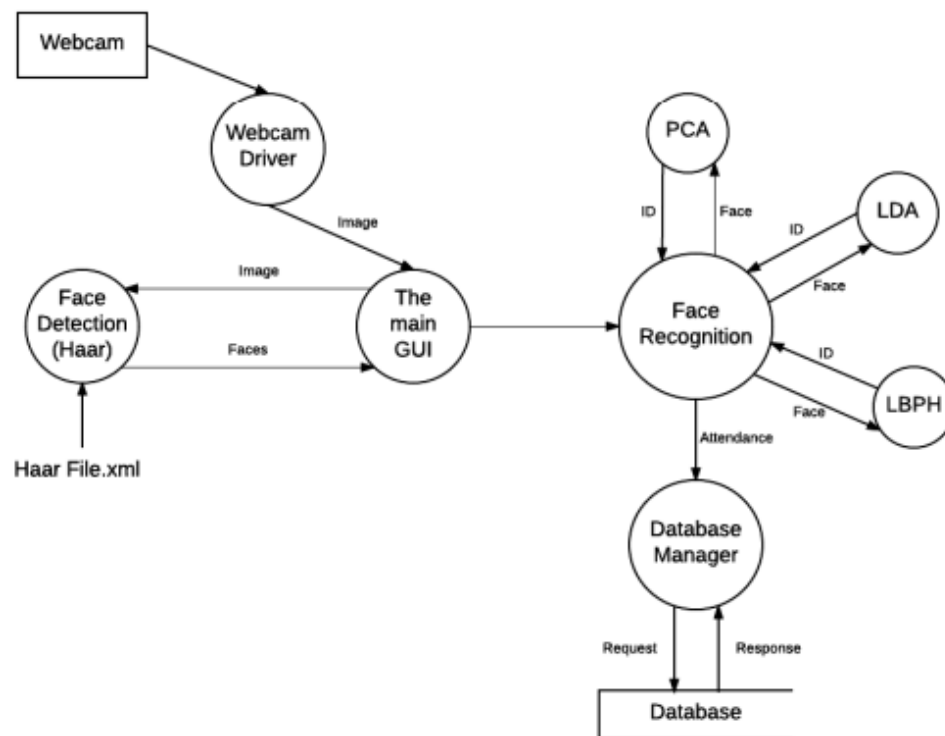 Webcam
Webcam
Driver
Image
Image
Face
Detection
(Haar)
The
main
GUI
Faces
Haar File.xml
PCA
ID
Face
LDA
ID
Face
Face
Recognition
ID
Face
LBPH
Attendance
Database
Manager
Request
Response
Database